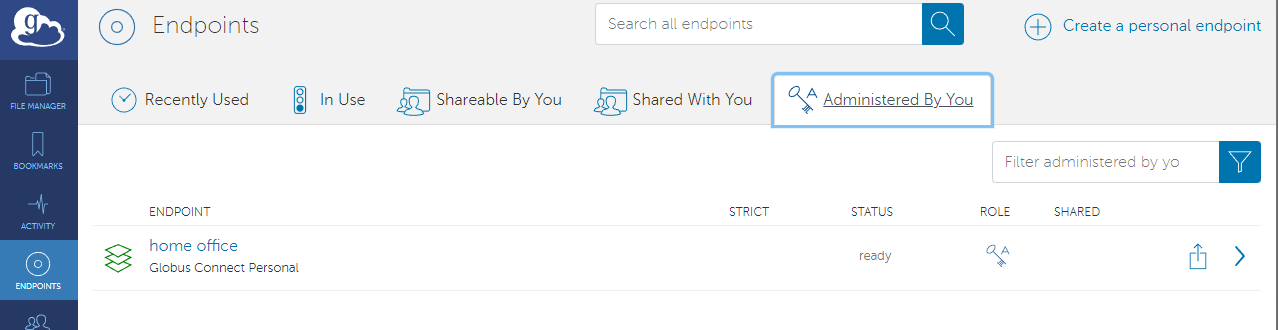 g
Endpoints
Search all endpoints
Create a personal endpoint
FILE MANAGER
BOOKMARKS
ACTIVITY
ENDPOINTS
Recently Used
In Use
Shareable By You
Shared With You
Administered By You
Filter administered by yo
ENDPOINT STRICT STATUS ROLE SHARED
home office
Globus Connect Personal
ready